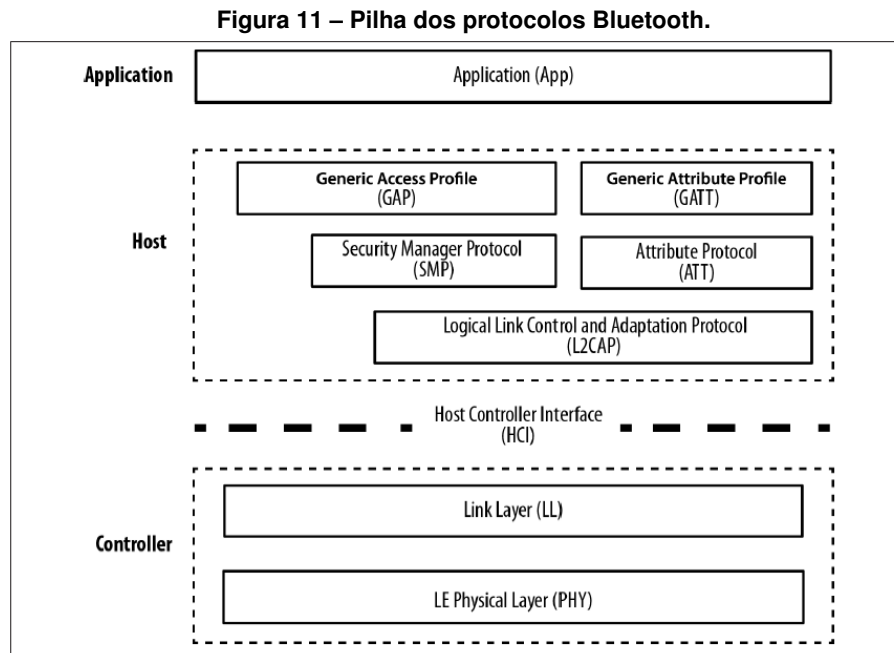 Figura 11 – Pilha dos protocolos Bluetooth.
Application
Application (App)
Host
Generic Access Profile
(GAP)
Generic Attribute Profile
(GATT)
Security Manager Protocol
(SMP)
Attribute Protocol
(ATT)
Logical Link Control and Adaptation Protocol
(L2CAP)
Host Controller Interface
(HCI)
Controller
Link Layer (LL)
LE Physical Layer (PHY)